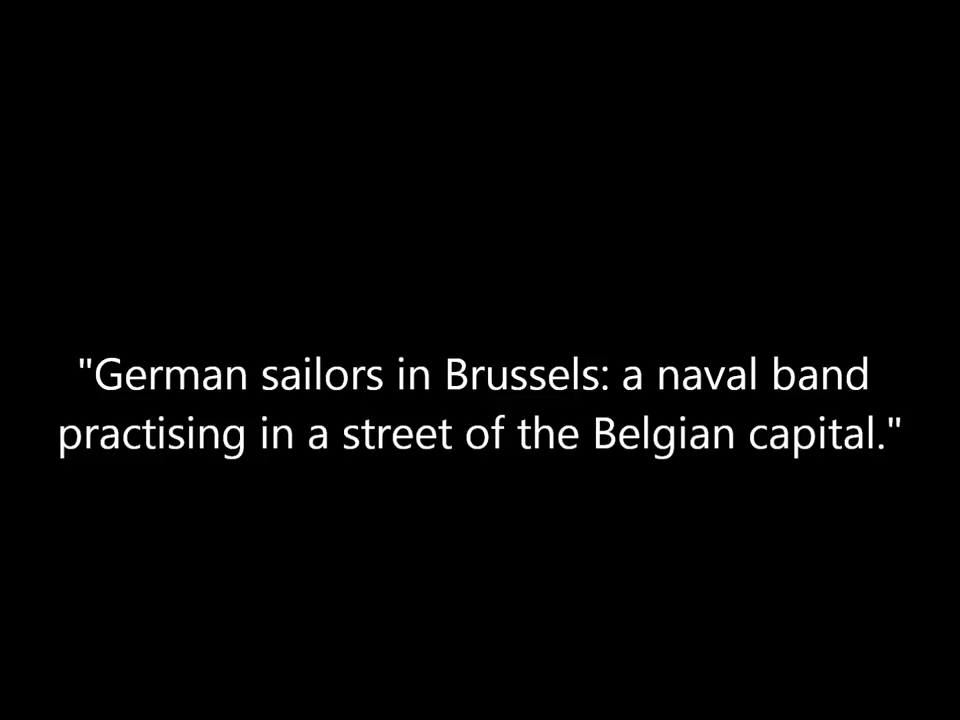 "German sailors in Brussels: a naval band
practising in a street of the Belgian capital."